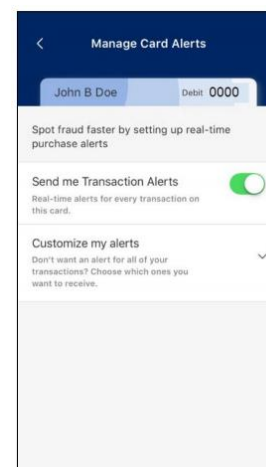 Manage Card Alerts
John B Doe Debit 0000
Spot fraud faster by setting up real-time
purchase alerts
Send me Transaction Alerts
Real-time alerts for every transaction on
this card.
Customize my alerts
Don't want an alert for all of your
transactions? Choose which ones you
want to receive.